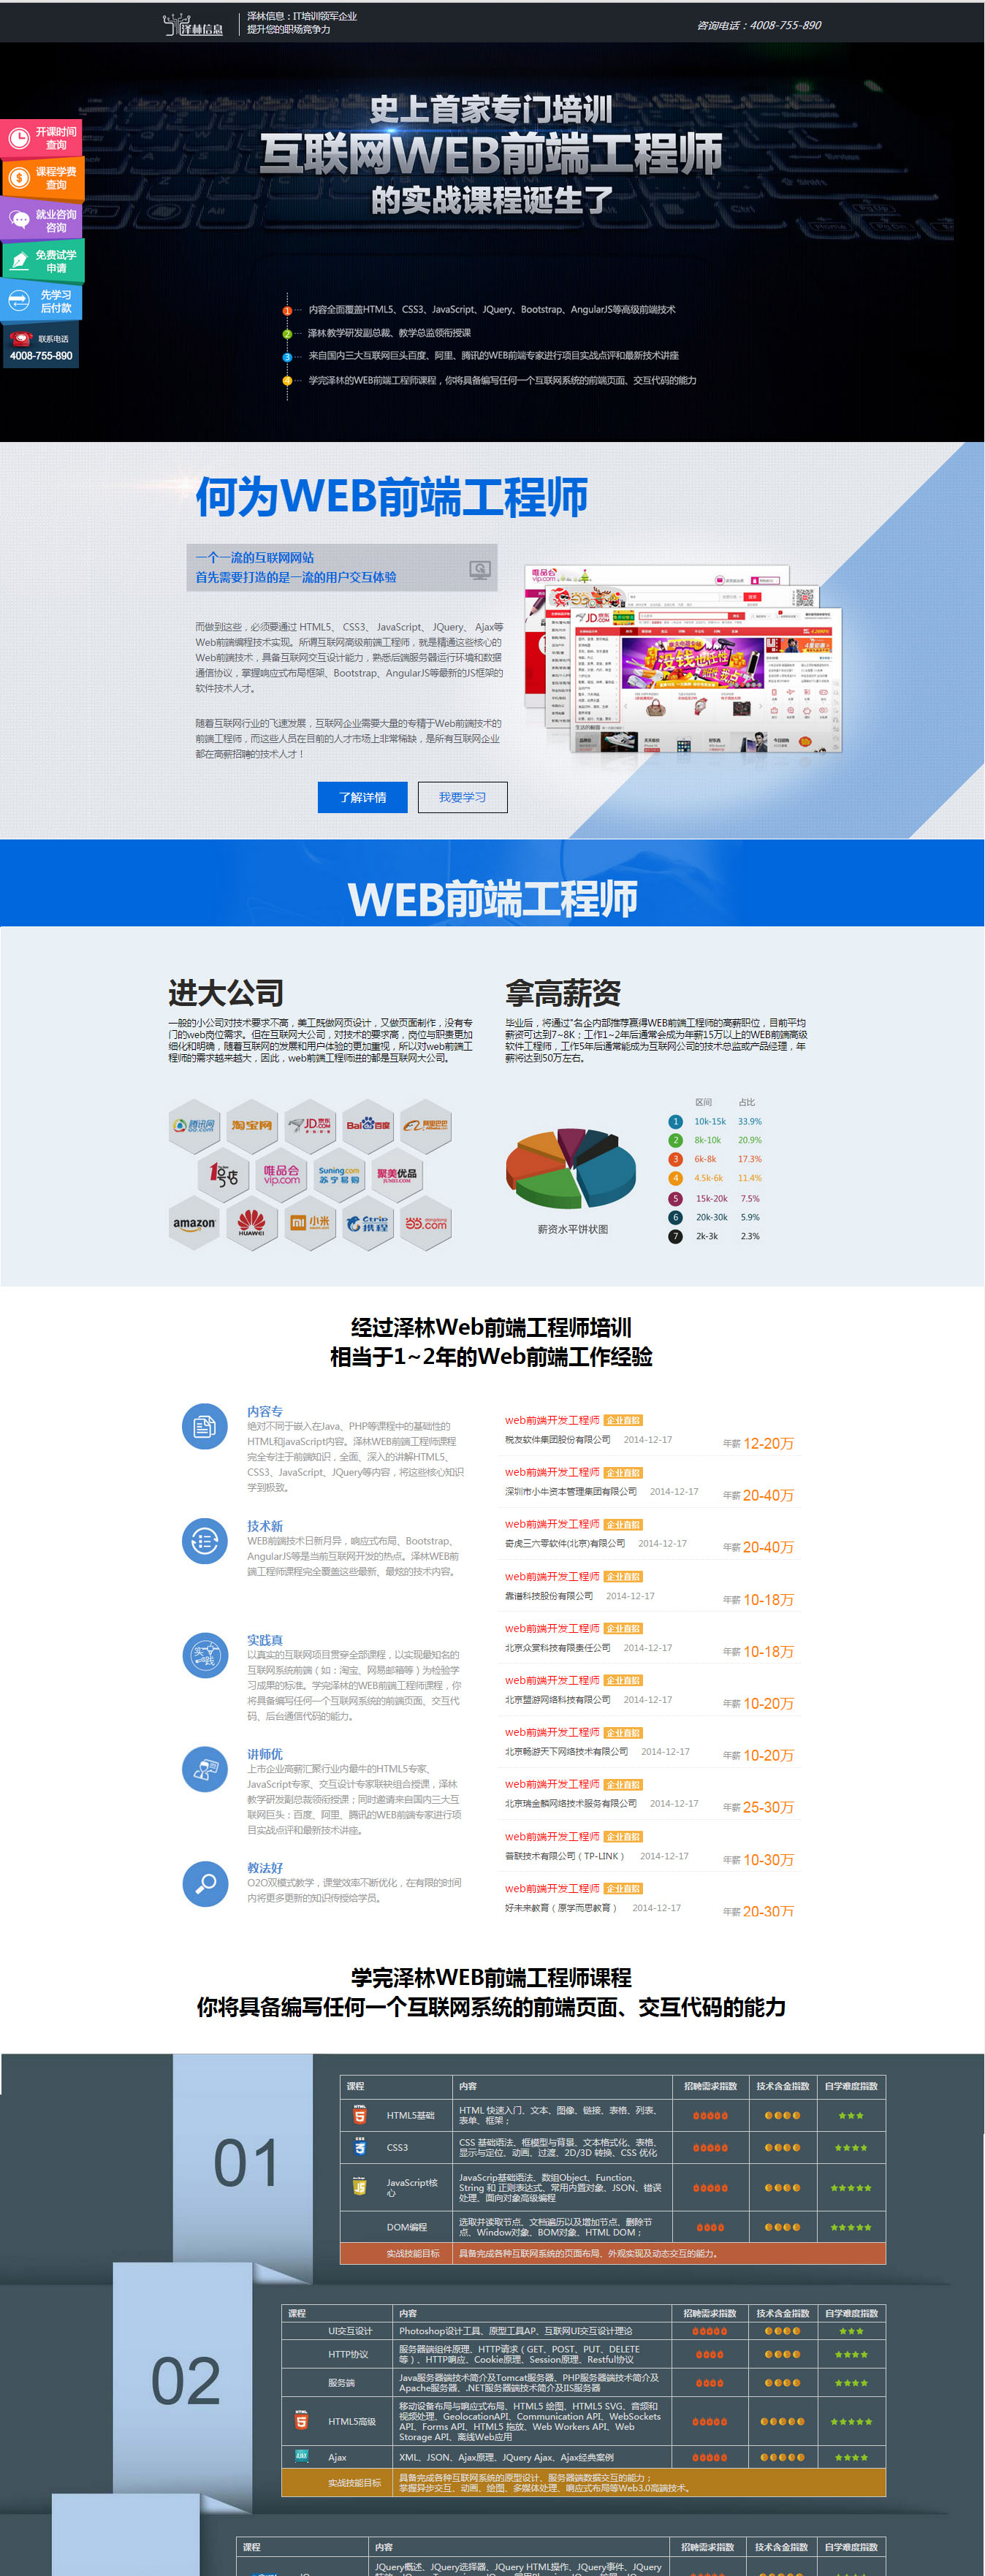 泽林信息
泽林信息：IT培训领军企业
提升您的职场竞争力
咨询电话：4008-755-890
史上首家专门培训
互联网WEB前端工程师
的实战课程诞生了
开课时间
查询
课程学费
查询
就业咨询
咨询
免费试学
申请
先学习
后付款
联系电话
4008-755-890
1 内容全面覆盖HTML5、CSS3、JavaScript、JQuery、Bootstrap、AngularJS等高级前端技术
2 泽林教学研发副总裁、教学总监领衔授课
3 来自国内三大互联网巨头百度、阿里、腾讯的WEB前端专家进行项目实战点评和最新技术讲座
4 学完泽林的WEB前端工程师课程，你将具备编写任何一个互联网系统的前端页面、交互代码的能力
何为WEB前端工程师
一个一流的互联网网站
首先需要打造的是一流的用户交互体验
而做到这些，必须要通过 HTML5、 CSS3、 JavaScript、 JQuery、 Ajax等
Web前端编程技术实现。所谓互联网高级前端工程师，就是精通这些核心的
Web前端技术，具备互联网交互设计能力，熟悉后端服务器运行环境和数据
通信协议，掌握响应式布局框架、Bootstrap、AngularJS等最新的JS框架的
软件技术人才。
随着互联网行业的飞速发展，互联网企业需要大量的专精于Web前端技术的
前端工程师，而这些人员在目前的人才市场上非常稀缺，是所有互联网企业
都在高薪招聘的技术人才！
唯品会
vip.com
JD.COM
没钱也任性
了解详情
我要学习
WEB前端工程师
进大公司
一般的小公司对技术要求不高，美工既做网页设计，又做页面制作，没有专
门的web岗位需求。但在互联网大公司，对技术的要求高，岗位与职责更加
细化和明确，随着互联网的发展和用户体验的更加重视，所以对web前端工
程师的需求越来越大，因此，web前端工程师进的都是互联网大公司。
拿高薪资
毕业后，将通过"名企内部推荐赢得WEB前端工程师的高薪职位，目前平均
薪资可达到7~8K；工作1~2年后通常会成为年薪15万以上的WEB前端高级
软件工程师，工作5年后通常能成为互联网公司的技术总监或产品经理，年
薪将达到50万左右。
腾讯网 QQ.COM
淘宝网
JD.COM 京东
Bai百度
阿里巴巴
1号店
唯品会 vip.com
Suning.com 苏宁易购
聚美优品 JUMEI.COM
amazon
HUAWEI
mi 小米
Ctrip 携程
当当.com
薪资水平饼状图
区间 占比
1 10k-15k 33.9%
2 8k-10k 20.9%
3 6k-8k 17.3%
4 4.5k-6k 11.4%
5 15k-20k 7.5%
6 20k-30k 5.9%
7 2k-3k 2.3%
经过泽林Web前端工程师培训
相当于1~2年的Web前端工作经验
内容专
绝对不同于嵌入在Java、PHP等课程中的基础性的
HTML和JavaScript内容。泽林WEB前端工程师课程
完全专注于前端知识，全面、深入的讲解HTML5、
CSS3、JavaScript、JQuery等内容，将这些核心知识
学到极致。
技术新
WEB前端技术日新月异，响应式布局、Bootstrap、
AngularJS等是当前互联网开发的热点。泽林WEB前
端工程师课程完全覆盖这些最新、最炫的技术内容。
实践
实践真
以真实的互联网项目贯穿全部课程，以实现最知名的
互联网系统前端（如：淘宝、网易邮箱等）为检验学
习成果的标准。学完泽林的WEB前端工程师课程，你
将具备编写任何一个互联网系统的前端页面、交互代
码、后台通信代码的能力。
讲师优
上市企业高薪汇聚行业内最牛的HTML5专家、
JavaScript专家、交互设计专家联袂组合授课，泽林
教学研发副总裁领衔授课；同时邀请来自国内三大互
联网巨头：百度、阿里、腾讯的WEB前端专家进行项
目实战点评和最新技术讲座。
教法好
O2O双模式教学，课堂效率不断优化，在有限的时间
内将更多更新的知识传授给学员。
web前端开发工程师 企业直招
税友软件集团股份有限公司 2014-12-17 年薪 12-20万
web前端开发工程师 企业直招
深圳市小牛资本管理集团有限公司 2014-12-17 年薪 20-40万
web前端开发工程师 企业直招
奇虎三六零软件(北京)有限公司 2014-12-17 年薪 20-40万
web前端开发工程师 企业直招
靠谱科技股份有限公司 2014-12-17 年薪 10-18万
web前端开发工程师 企业直招
北京众赏科技有限责任公司 2014-12-17 年薪 10-18万
web前端开发工程师 企业直招
北京盟游网络科技有限公司 2014-12-17 年薪 10-20万
web前端开发工程师 企业直招
北京畅游天下网络技术有限公司 2014-12-17 年薪 10-20万
web前端开发工程师 企业直招
北京瑞金麟网络技术服务有限公司 2014-12-17 年薪 25-30万
web前端开发工程师 企业直招
普联技术有限公司（TP-LINK） 2014-12-17 年薪 10-30万
web前端开发工程师 企业直招
好未来教育（原学而思教育） 2014-12-17 年薪 20-30万
学完泽林WEB前端工程师课程
你将具备编写任何一个互联网系统的前端页面、交互代码的能力
01
课程 内容 招聘需求指数 技术含金指数 自学难度指数
HTML5基础
HTML 快速入门、文本、图像、链接、表格、列表、
表单、框架；
CSS3
CSS 基础语法、框模型与背景、文本格式化、表格、
显示与定位、动画、过渡、2D/3D 转换、CSS 优化
JavaScript核
心
JavaScrip基础语法、数组Object、Function、
String 和 正则表达式、常用内置对象、JSON、错误
处理、面向对象高级编程
DOM编程
选取并读取节点、文档遍历以及增加节点、删除节
点、Window对象、BOM对象、HTML DOM；
实战技能目标 具备完成各种互联网系统的页面布局、外观实现及动态交互的能力。
02
课程 内容 招聘需求指数 技术含金指数 自学难度指数
UI交互设计 Photoshop设计工具、原型工具AP、互联网UI交互设计理论
HTTP协议
服务器端组件原理、HTTP请求（GET、POST、PUT、DELETE
等）、HTTP响应、Cookie原理、Session原理、Restful协议
服务端
Java服务器端技术简介及Tomcat服务器、PHP服务器端技术简介及
Apache服务器、.NET服务器端技术简介及IIS服务器
HTML5高级
移动设备布局与响应式布局、HTML5 绘图、HTML5 SVG、音频和
视频处理、GeolocationAPI、Communication API、WebSockets
API、Forms API、HTML5 拖放、Web Workers API、Web
Storage API、离线Web应用
Ajax XML、JSON、Ajax原理、JQuery Ajax、Ajax经典案例
实战技能目标
具备完成各种互联网系统的原型设计、服务器端数据交互的能力；
掌握异步交互、动画、绘图、多媒体处理、响应式布局等Web3.0高端技术。
课程 内容 招聘需求指数 技术含金指数 自学难度指数
JQuery概述、JQuery选择器、JQuery HTML操作、JQuery事件、JQuery